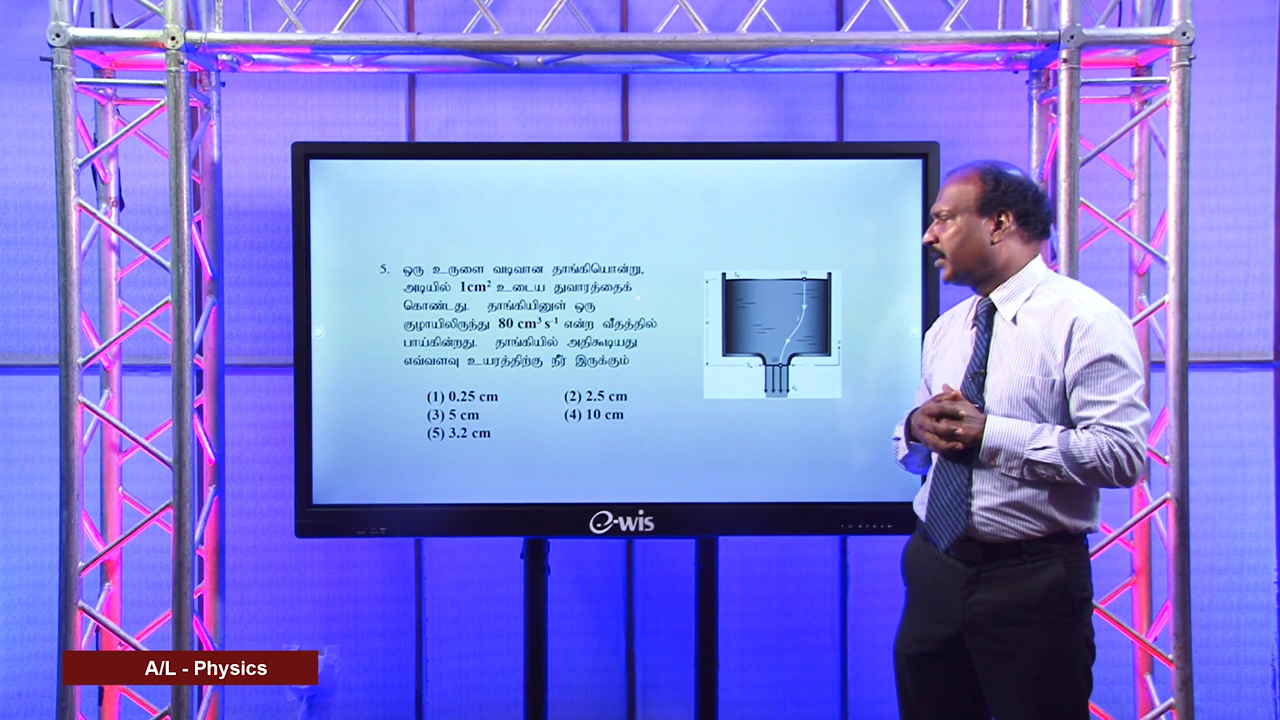 5. ஒரு உருளை வடிவான தாங்கியொன்று,
அடியில் 1cm² உடைய துவாரத்தைக்
கொண்டது. தாங்கியினுள் ஒரு
குழாயிலிருந்து 80 cm³ s⁻¹ என்ற வீதத்தில்
பாய்கின்றது. தாங்கியில் அதிகூடியது
எவ்வளவு உயரத்திற்கு நீர் இருக்கும்
(1) 0.25 cm (2) 2.5 cm
(3) 5 cm (4) 10 cm
(5) 3.2 cm
e-wis
A/L - Physics